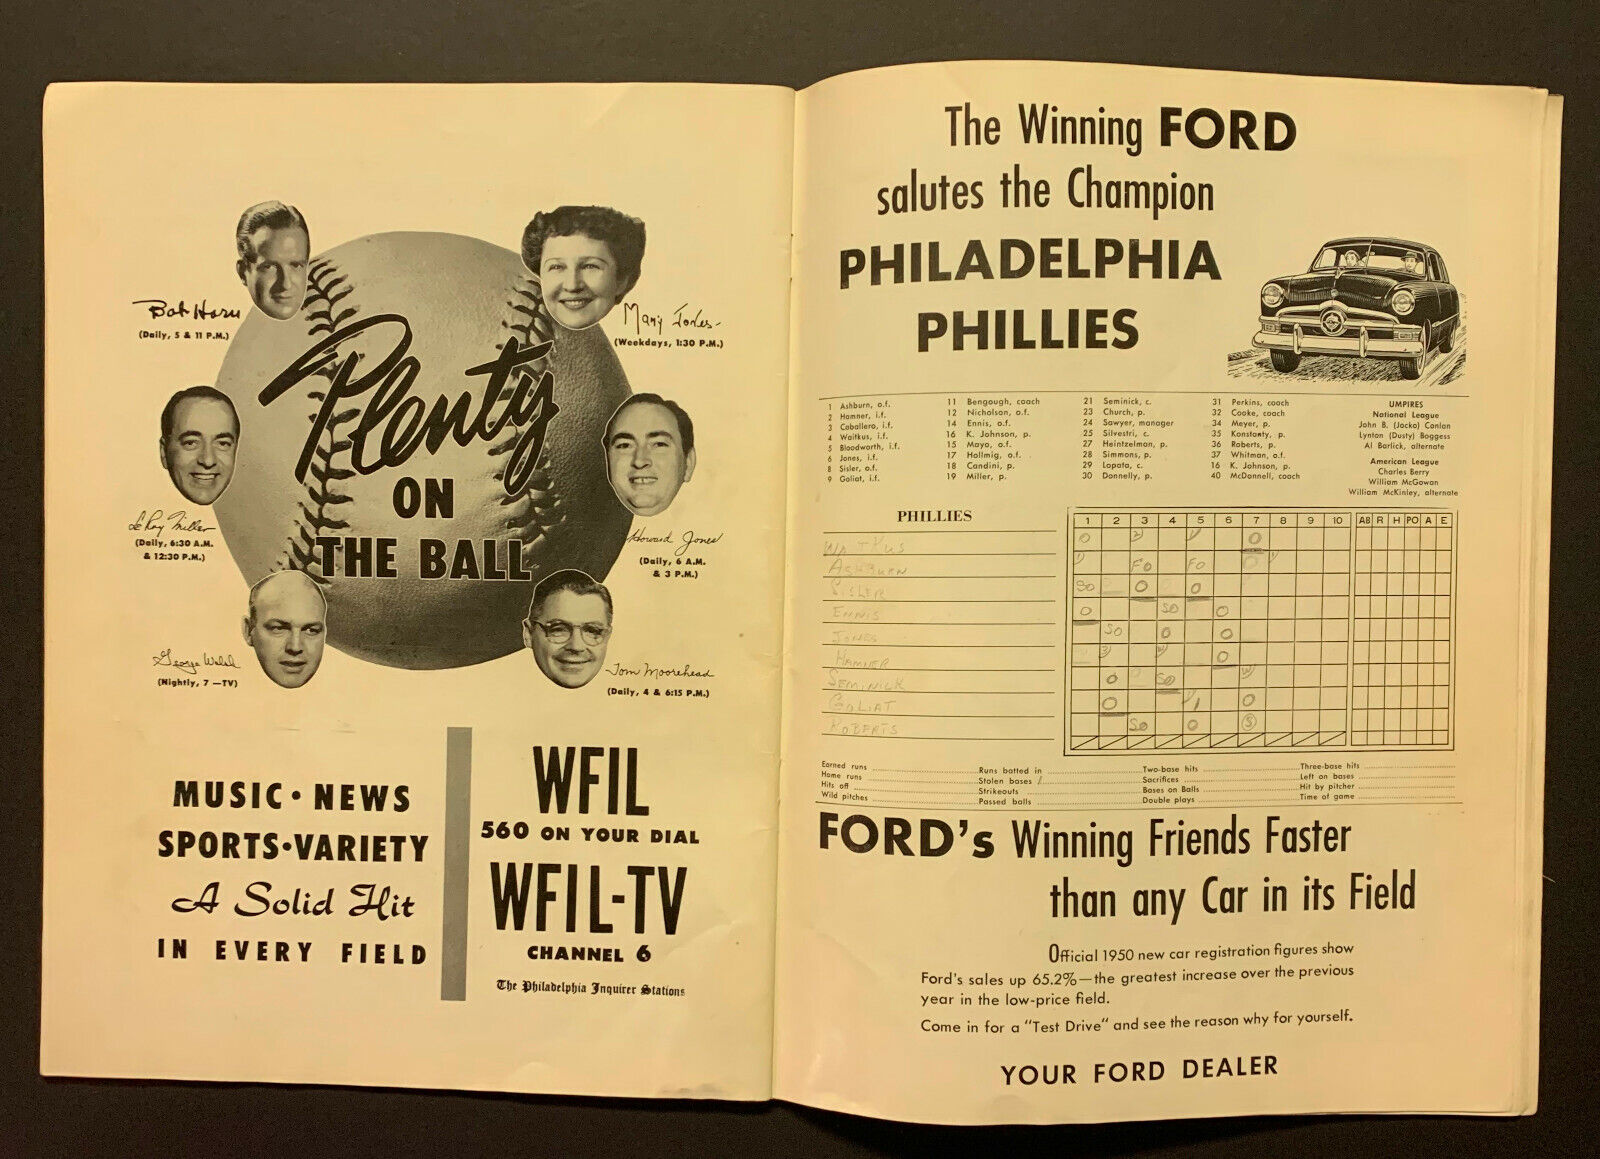 Bob Horn
(Daily, 5 & 11 P.M.)
Mary Jones
(Weekdays, 1:30 P.M.)
Plenty
ON
THE BALL
LeRoy Miller
(Daily, 6:30 A.M.
& 12:30 P.M.)
Howard Jones
(Daily, 6 A.M.
& 3 P.M.)
George Walsh
(Nightly, 7 —TV)
Tom Moorehead
(Daily, 4 & 6:15 P.M.)
MUSIC • NEWS
SPORTS • VARIETY
A Solid Hit
IN EVERY FIELD
WFIL
560 ON YOUR DIAL
WFIL-TV
CHANNEL 6
The Philadelphia Inquirer Stations
The Winning FORD
salutes the Champion
PHILADELPHIA
PHILLIES
1 Ashburn, o.f.
2 Hamner, i.f.
3 Caballero, i.f.
4 Waitkus, i.f.
5 Bloodworth, i.f.
6 Jones, i.f.
8 Sisler, o.f.
9 Goliat, i.f.
11 Bengough, coach
12 Nicholson, o.f.
14 Ennis, o.f.
16 K. Johnson, p.
15 Mayo, o.f.
17 Hollmig, o.f.
18 Candini, p.
19 Miller, p.
21 Seminick, c.
23 Church, p.
24 Sawyer, manager
25 Silvestri, c.
27 Heintzelman, p.
28 Simmons, p.
29 Lopata, c.
30 Donnelly, p.
31 Perkins, coach
32 Cooke, coach
34 Meyer, p.
35 Konstanty, p.
36 Roberts, p.
37 Whitman, o.f.
16 K. Johnson, p.
40 McDonnell, coach
UMPIRES
National League
John B. (Jocko) Conlan
Lynton (Dusty) Boggess
Al Barlick, alternate
American League
Charles Berry
William McGowan
William McKinley, alternate
PHILLIES
1 2 3 4 5 6 7 8 9 10 AB R H PO A E
WAITKUS O O
ASHBURN FO FO
SISLER SO O O
ENNIS O SO O
JONES SO O O
HAMNER O
SEMINICK O SO W
GOLIAT O O
ROBERTS SO O S
Earned runs
Home runs
Hits off
Wild pitches
Runs batted in
Stolen bases
Strikeouts
Passed balls
Two-base hits
Sacrifices
Bases on Balls
Double plays
Three-base hits
Left on bases
Hit by pitcher
Time of game
FORD's Winning Friends Faster
than any Car in its Field
Official 1950 new car registration figures show
Ford's sales up 65.2%—the greatest increase over the previous
year in the low-price field.
Come in for a "Test Drive" and see the reason why for yourself.
YOUR FORD DEALER